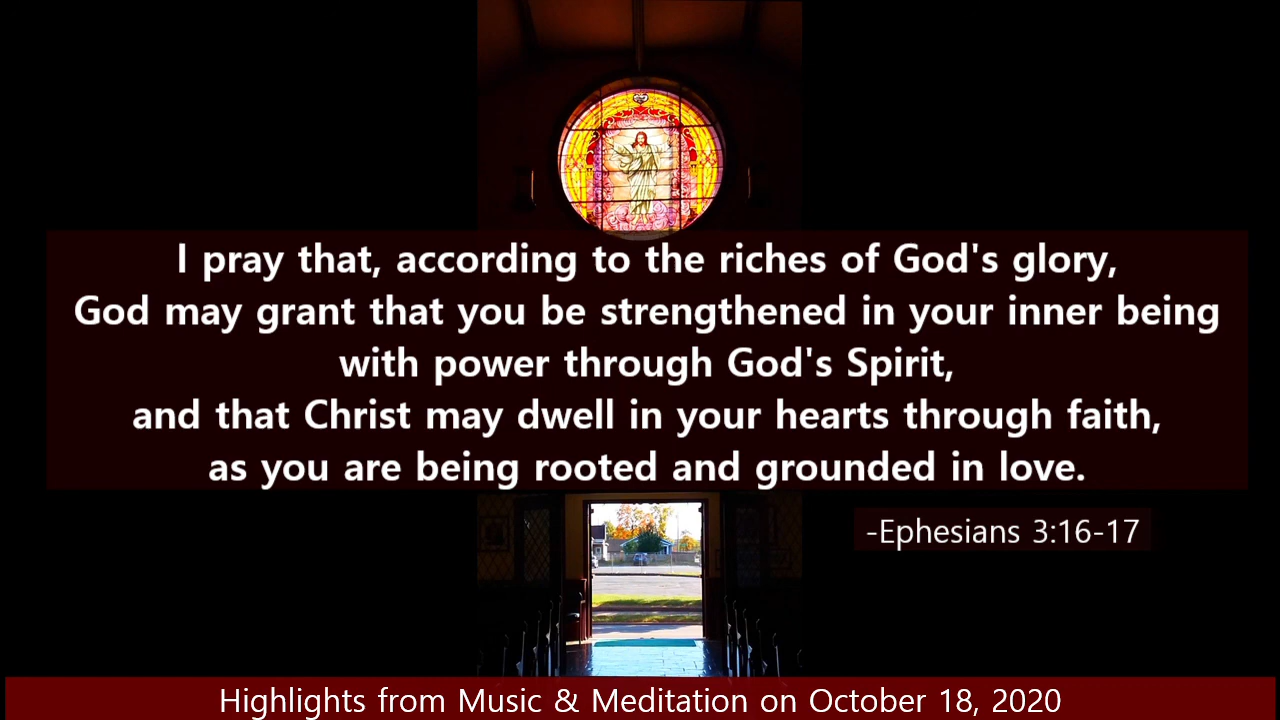 I pray that, according to the riches of God's glory,
God may grant that you be strengthened in your inner being
with power through God's Spirit,
and that Christ may dwell in your hearts through faith,
as you are being rooted and grounded in love.
-Ephesians 3:16-17
Highlights from Music & Meditation on October 18, 2020